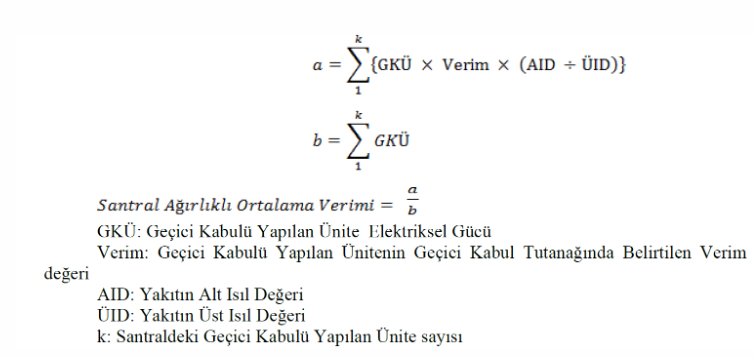 k
a = ∑ {GKÜ × Verim × (AID ÷ ÜID)}
1
k
b = ∑ GKÜ
1
Santral Ağırlıklı Ortalama Verimi = a/b
GKÜ: Geçici Kabulü Yapılan Ünite Elektriksel Gücü
Verim: Geçici Kabulü Yapılan Ünitenin Geçici Kabul Tutanağında Belirtilen Verim
değeri
AID: Yakıtın Alt Isıl Değeri
ÜID: Yakıtın Üst Isıl Değeri
k: Santraldeki Geçici Kabulü Yapılan Ünite sayısı